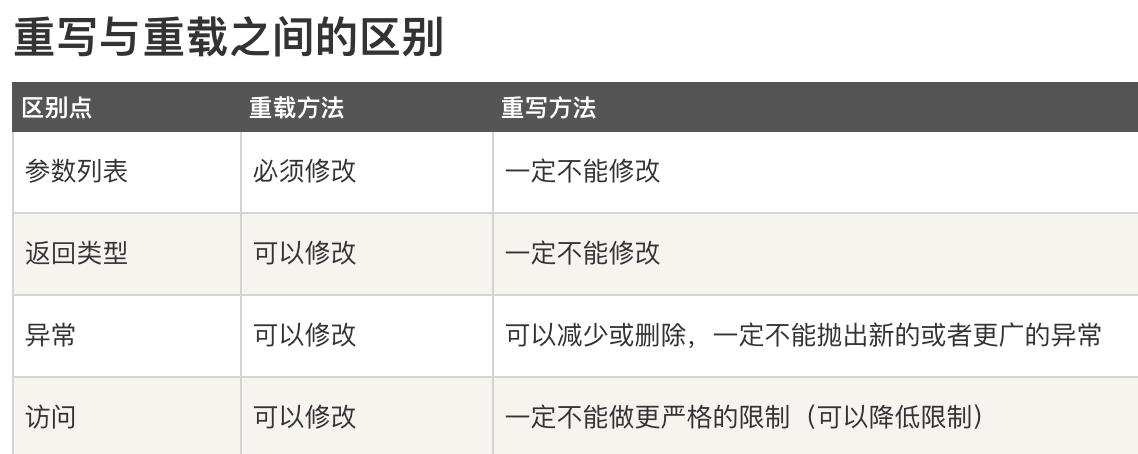 重写与重载之间的区别
区别点 重载方法 重写方法
参数列表 必须修改 一定不能修改
返回类型 可以修改 一定不能修改
异常 可以修改 可以减少或删除，一定不能抛出新的或者更广的异常
访问 可以修改 一定不能做更严格的限制（可以降低限制）